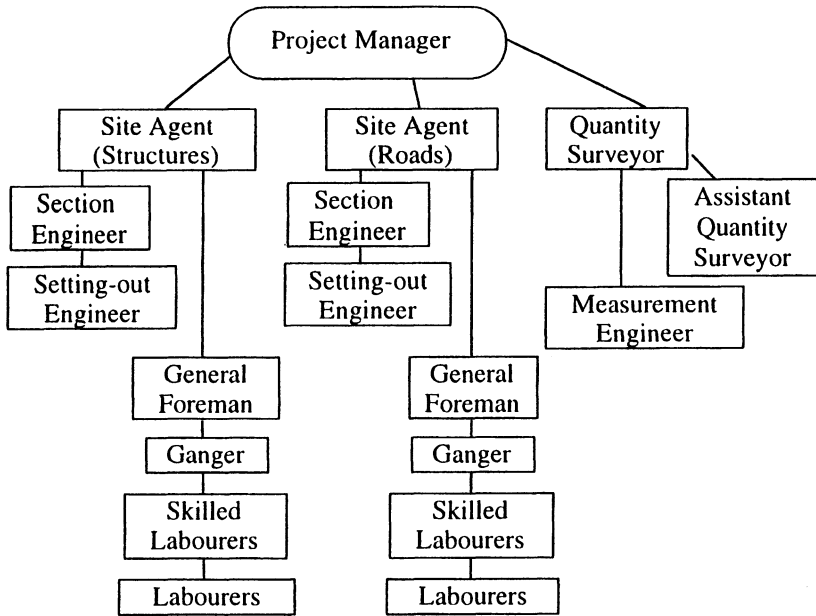 Project Manager
Site Agent
(Structures)
Site Agent
(Roads)
Quantity
Surveyor
Section
Engineer
Section
Engineer
Assistant
Quantity
Surveyor
Setting-out
Engineer
Setting-out
Engineer
Measurement
Engineer
General
Foreman
General
Foreman
Ganger
Ganger
Skilled
Labourers
Skilled
Labourers
Labourers
Labourers